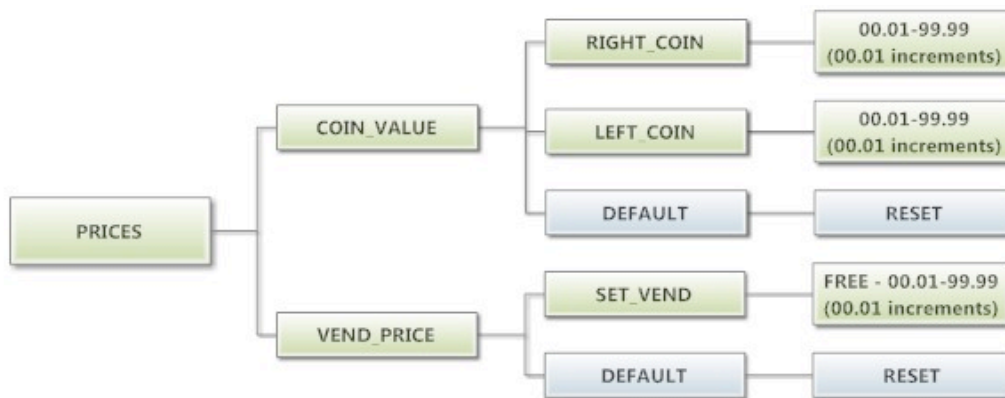 PRICES
COIN_VALUE
RIGHT_COIN
00.01-99.99
(00.01 increments)
LEFT_COIN
00.01-99.99
(00.01 increments)
DEFAULT
RESET
VEND_PRICE
SET_VEND
FREE - 00.01-99.99
(00.01 increments)
DEFAULT
RESET